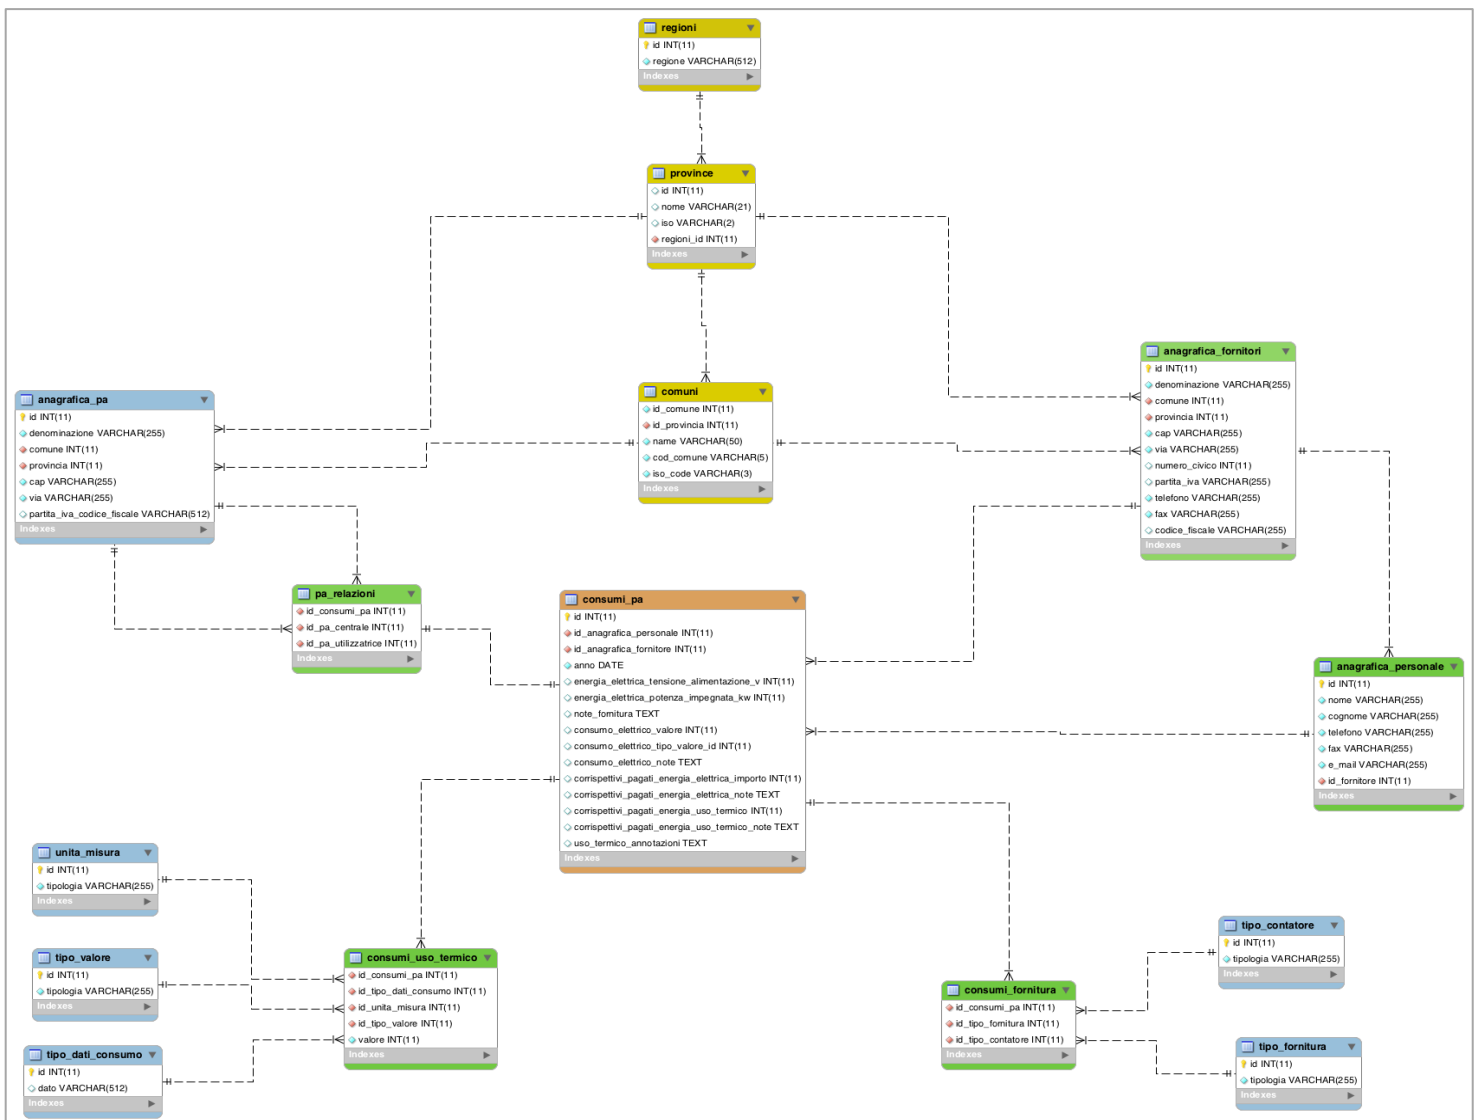 regioni
id INT(11)
regione VARCHAR(512)
Indexes
province
id INT(11)
nome VARCHAR(21)
iso VARCHAR(2)
regioni_id INT(11)
Indexes
comuni
id_comune INT(11)
id_provincia INT(11)
name VARCHAR(50)
cod_comune VARCHAR(5)
iso_code VARCHAR(3)
Indexes
anagrafica_fornitori
id INT(11)
denominazione VARCHAR(255)
comune INT(11)
provincia INT(11)
cap VARCHAR(255)
via VARCHAR(255)
numero_civico INT(11)
partita_iva VARCHAR(255)
telefono VARCHAR(255)
fax VARCHAR(255)
codice_fiscale VARCHAR(255)
Indexes
anagrafica_pa
id INT(11)
denominazione VARCHAR(255)
comune INT(11)
provincia INT(11)
cap VARCHAR(255)
via VARCHAR(255)
partita_iva_codice_fiscale VARCHAR(512)
Indexes
pa_relazioni
id_consumi_pa INT(11)
id_pa_centrale INT(11)
id_pa_utilizzatrice INT(11)
Indexes
consumi_pa
id INT(11)
id_anagrafica_personale INT(11)
id_anagrafica_fornitore INT(11)
anno DATE
energia_elettrica_tensione_alimentazione_v INT(11)
energia_elettrica_potenza_impegnata_kw INT(11)
note_fornitura TEXT
consumo_elettrico_valore INT(11)
consumo_elettrico_tipo_valore_id INT(11)
consumo_elettrico_note TEXT
corrispettivi_pagati_energia_elettrica_importo INT(11)
corrispettivi_pagati_energia_elettrica_note TEXT
corrispettivi_pagati_energia_uso_termico INT(11)
corrispettivi_pagati_energia_uso_termico_note TEXT
uso_termico_annotazioni TEXT
Indexes
anagrafica_personale
id INT(11)
nome VARCHAR(255)
cognome VARCHAR(255)
telefono VARCHAR(255)
fax VARCHAR(255)
e_mail VARCHAR(255)
id_fornitore INT(11)
Indexes
unita_misura
id INT(11)
tipologia VARCHAR(255)
Indexes
tipo_valore
id INT(11)
tipologia VARCHAR(255)
Indexes
tipo_dati_consumo
id INT(11)
dato VARCHAR(512)
Indexes
consumi_uso_termico
id_consumi_pa INT(11)
id_tipo_dati_consumo INT(11)
id_unita_misura INT(11)
id_tipo_valore INT(11)
valore INT(11)
Indexes
consumi_fornitura
id_consumi_pa INT(11)
id_tipo_fornitura INT(11)
id_tipo_contatore INT(11)
Indexes
tipo_contatore
id INT(11)
tipologia VARCHAR(255)
Indexes
tipo_fornitura
id INT(11)
tipologia VARCHAR(255)
Indexes